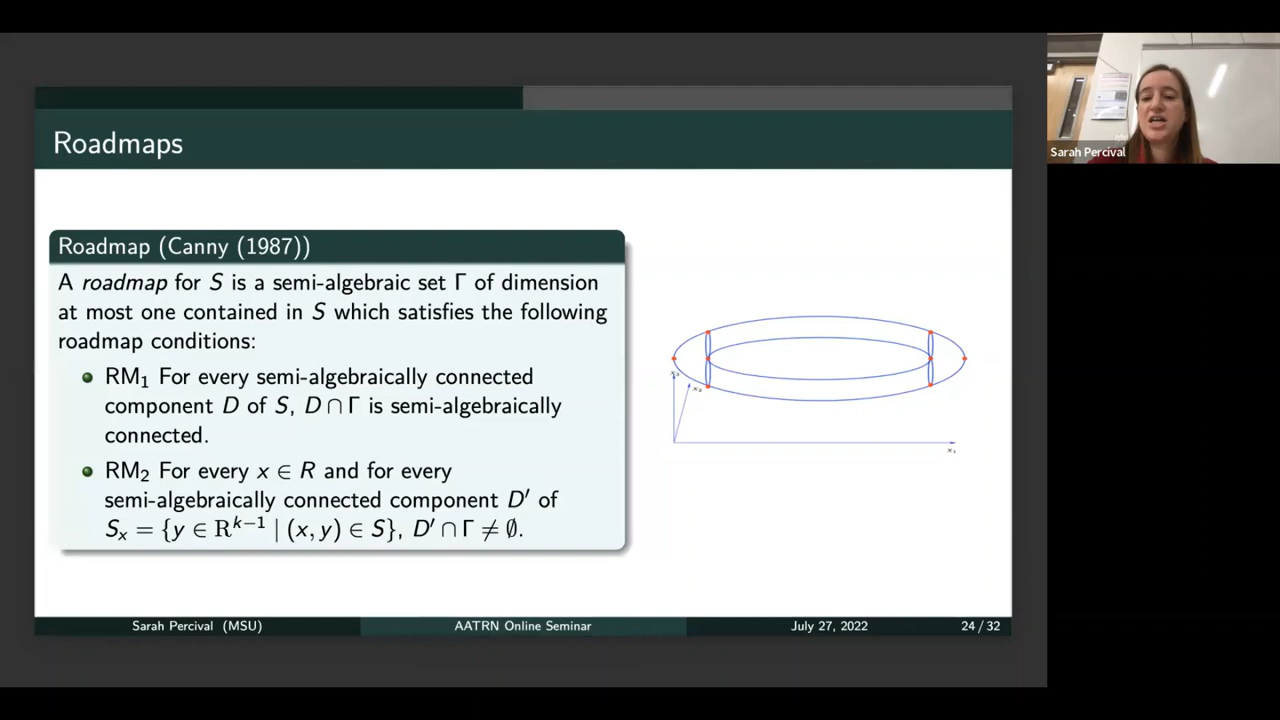 Roadmaps
Roadmap (Canny (1987))
A roadmap for S is a semi-algebraic set Γ of dimension
at most one contained in S which satisfies the following
roadmap conditions:
RM₁ For every semi-algebraically connected
component D of S, D ∩ Γ is semi-algebraically
connected.
RM₂ For every x ∈ R and for every
semi-algebraically connected component D′ of
Sₓ = {y ∈ Rᵏ⁻¹ | (x, y) ∈ S}, D′ ∩ Γ ≠ ∅.
x₃
x₂
x₁
Sarah Percival (MSU)
AATRN Online Seminar
July 27, 2022
24 / 32
Sarah Percival